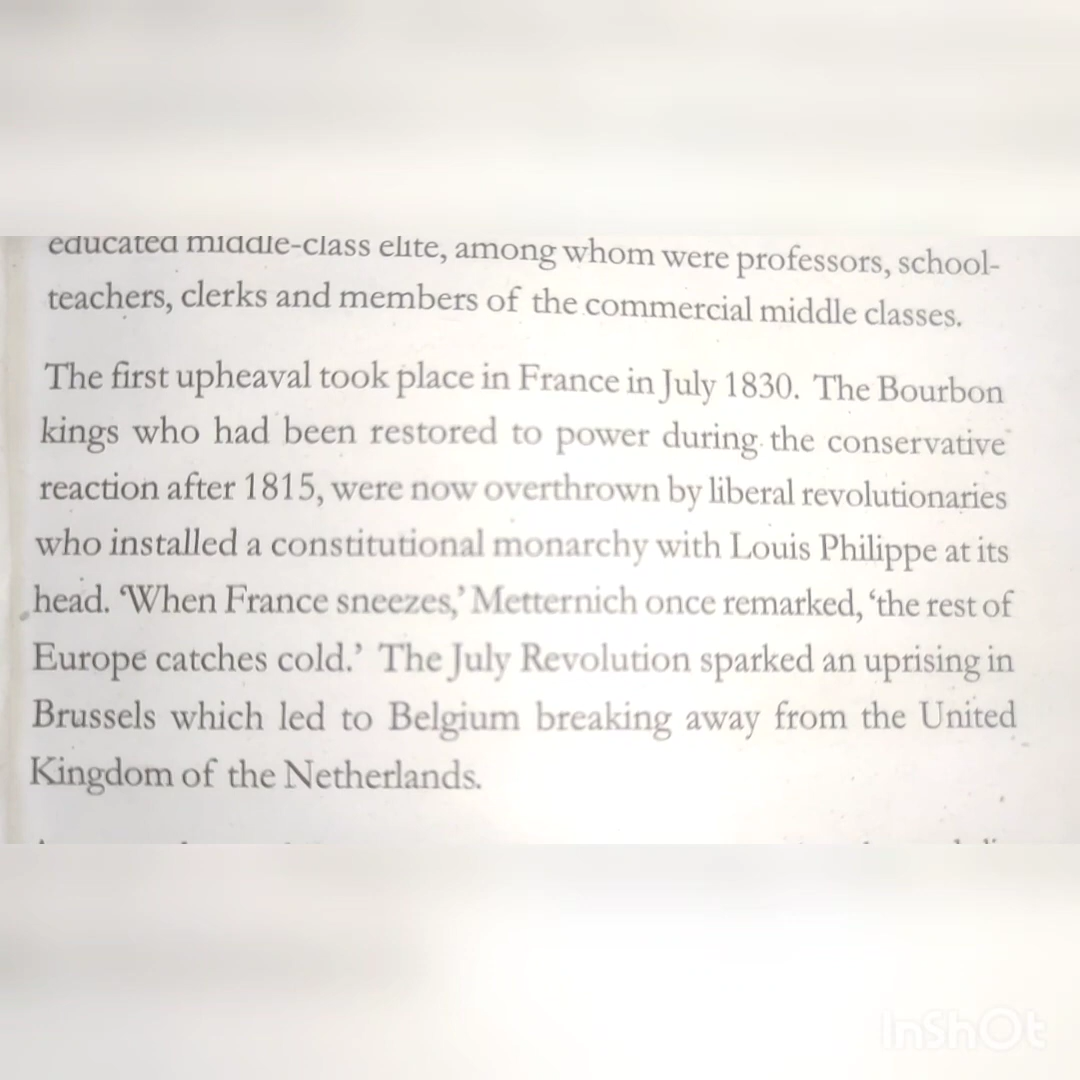 educated middle-class elite, among whom were professors, school-
teachers, clerks and members of the commercial middle classes.
The first upheaval took place in France in July 1830. The Bourbon
kings who had been restored to power during the conservative
reaction after 1815, were now overthrown by liberal revolutionaries
who installed a constitutional monarchy with Louis Philippe at its
head. ‘When France sneezes,’ Metternich once remarked, ‘the rest of
Europe catches cold.’ The July Revolution sparked an uprising in
Brussels which led to Belgium breaking away from the United
Kingdom of the Netherlands.
InShOt